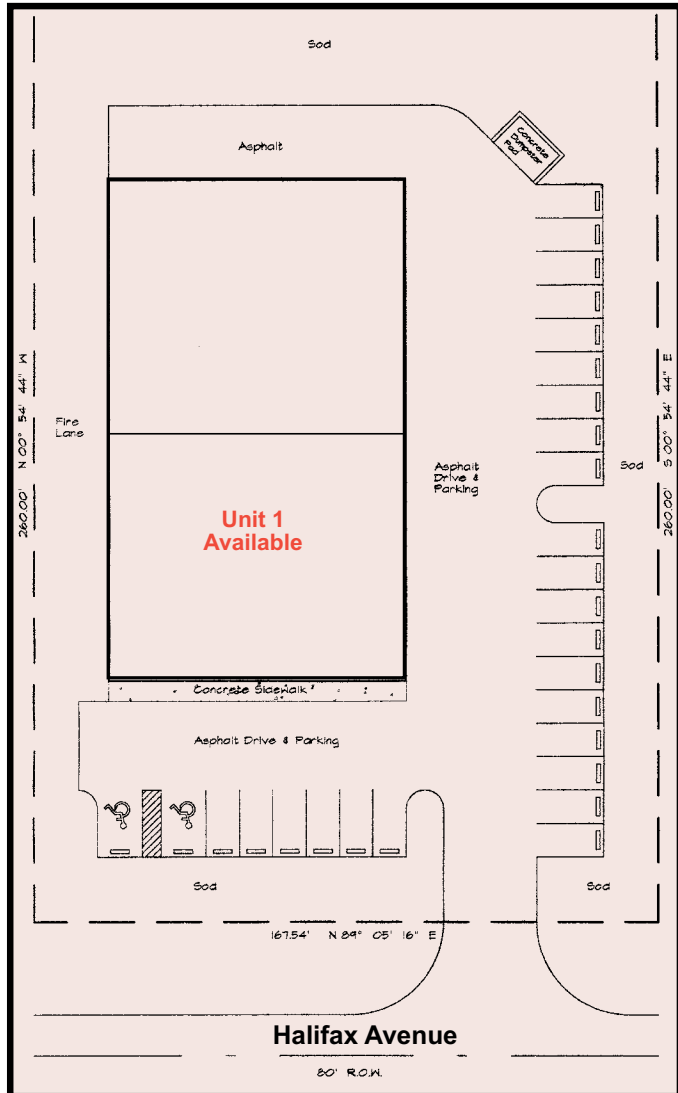 Sod
Concrete
Dumpster
Pad
Asphalt
260.00' N 00° 54' 44" W
Fire
Lane
Asphalt
Drive &
Parking
Sod
260.00' S 00° 54' 44" E
Unit 1
Available
Concrete Sidewalk
Asphalt Drive & Parking
Sod
Sod
167.54' N 89° 05' 16" E
Halifax Avenue
80' R.O.W.